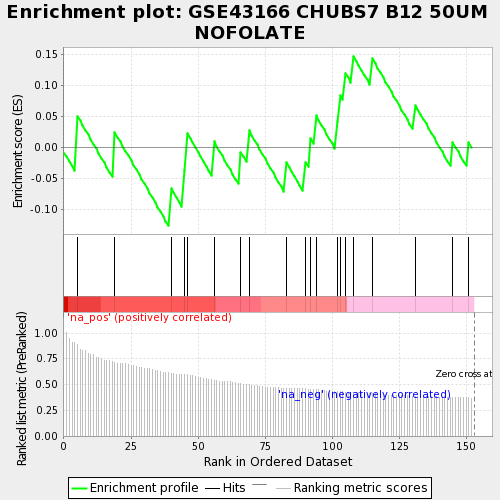 Enrichment plot: GSE43166 CHUBS7 B12 50UM
NOFOLATE
Enrichment score (ES)
0.15
0.10
0.05
0.00
-0.05
-0.10
'na_pos' (positively correlated)
Ranked list metric (PreRanked)
1.00
0.75
0.50
0.25
0.00
Zero cross at
'na_neg' (negatively correlated)
0
25
50
75
100
125
150
Rank in Ordered Dataset
Enrichment profile
Hits
Ranking metric scores